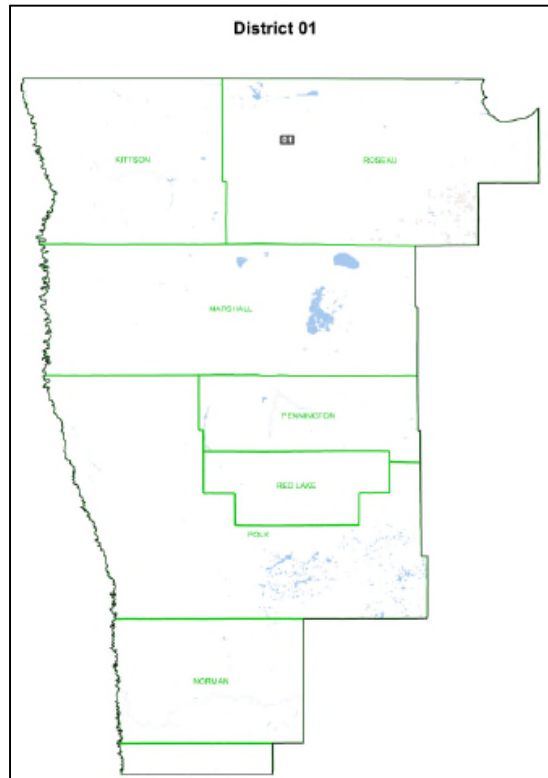 District 01
01
KITTSON
ROSEAU
MARSHALL
PENNINGTON
RED LAKE
POLK
NORMAN